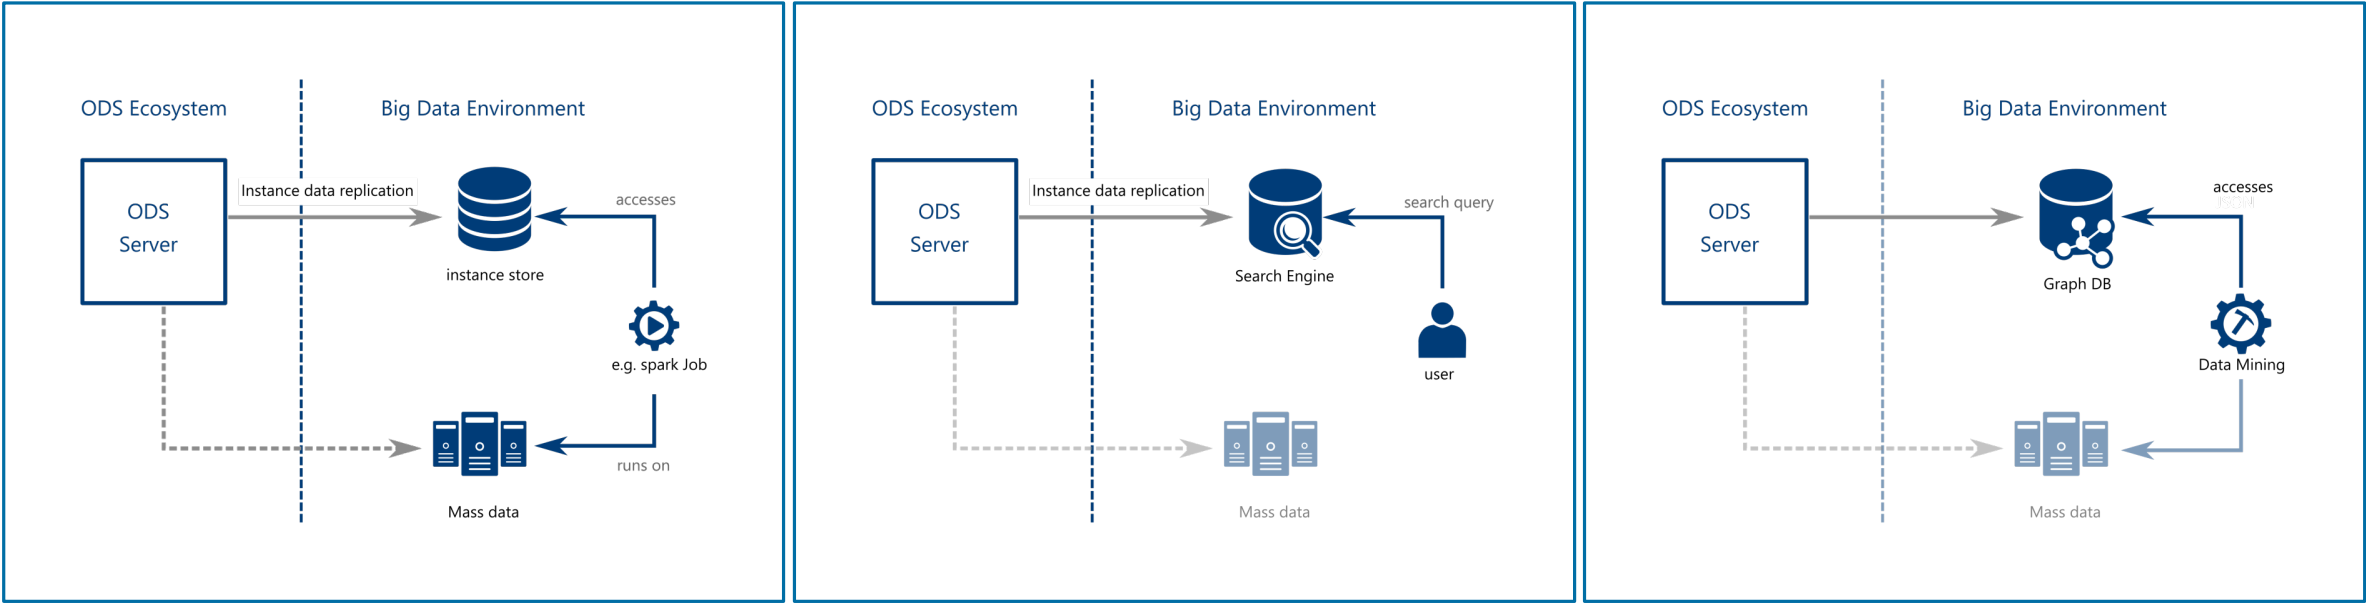 ODS Ecosystem
Big Data Environment
ODS
Server
Instance data replication
instance store
accesses
e.g. spark Job
runs on
Mass data
ODS Ecosystem
Big Data Environment
ODS
Server
Instance data replication
Search Engine
search query
user
Mass data
ODS Ecosystem
Big Data Environment
ODS
Server
Graph DB
accesses
Data Mining
Mass data